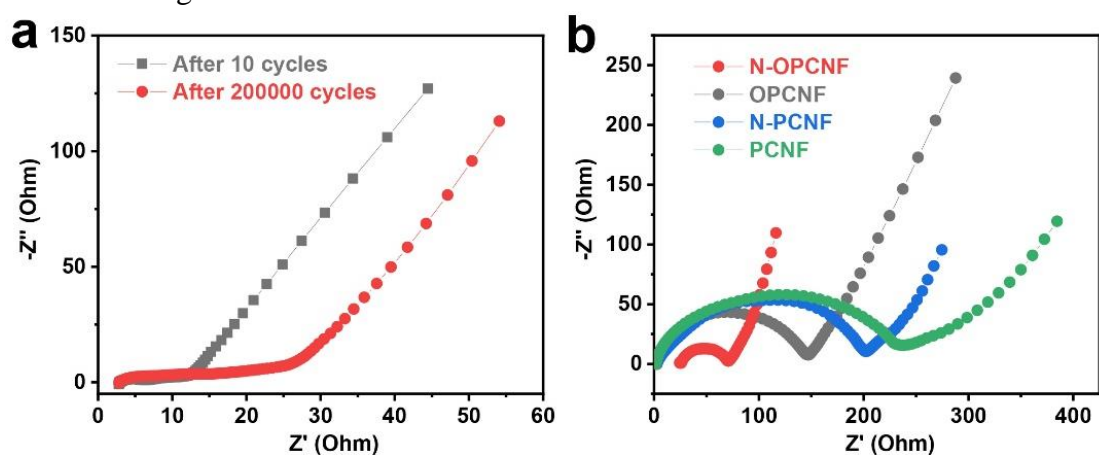 a
After 10 cycles
After 200000 cycles
-Z'' (Ohm)
150
100
50
0
0 10 20 30 40 50 60
Z' (Ohm)
b
N-OPCNF
OPCNF
N-PCNF
PCNF
-Z'' (Ohm)
250
200
150
100
50
0
0 100 200 300 400
Z' (Ohm)